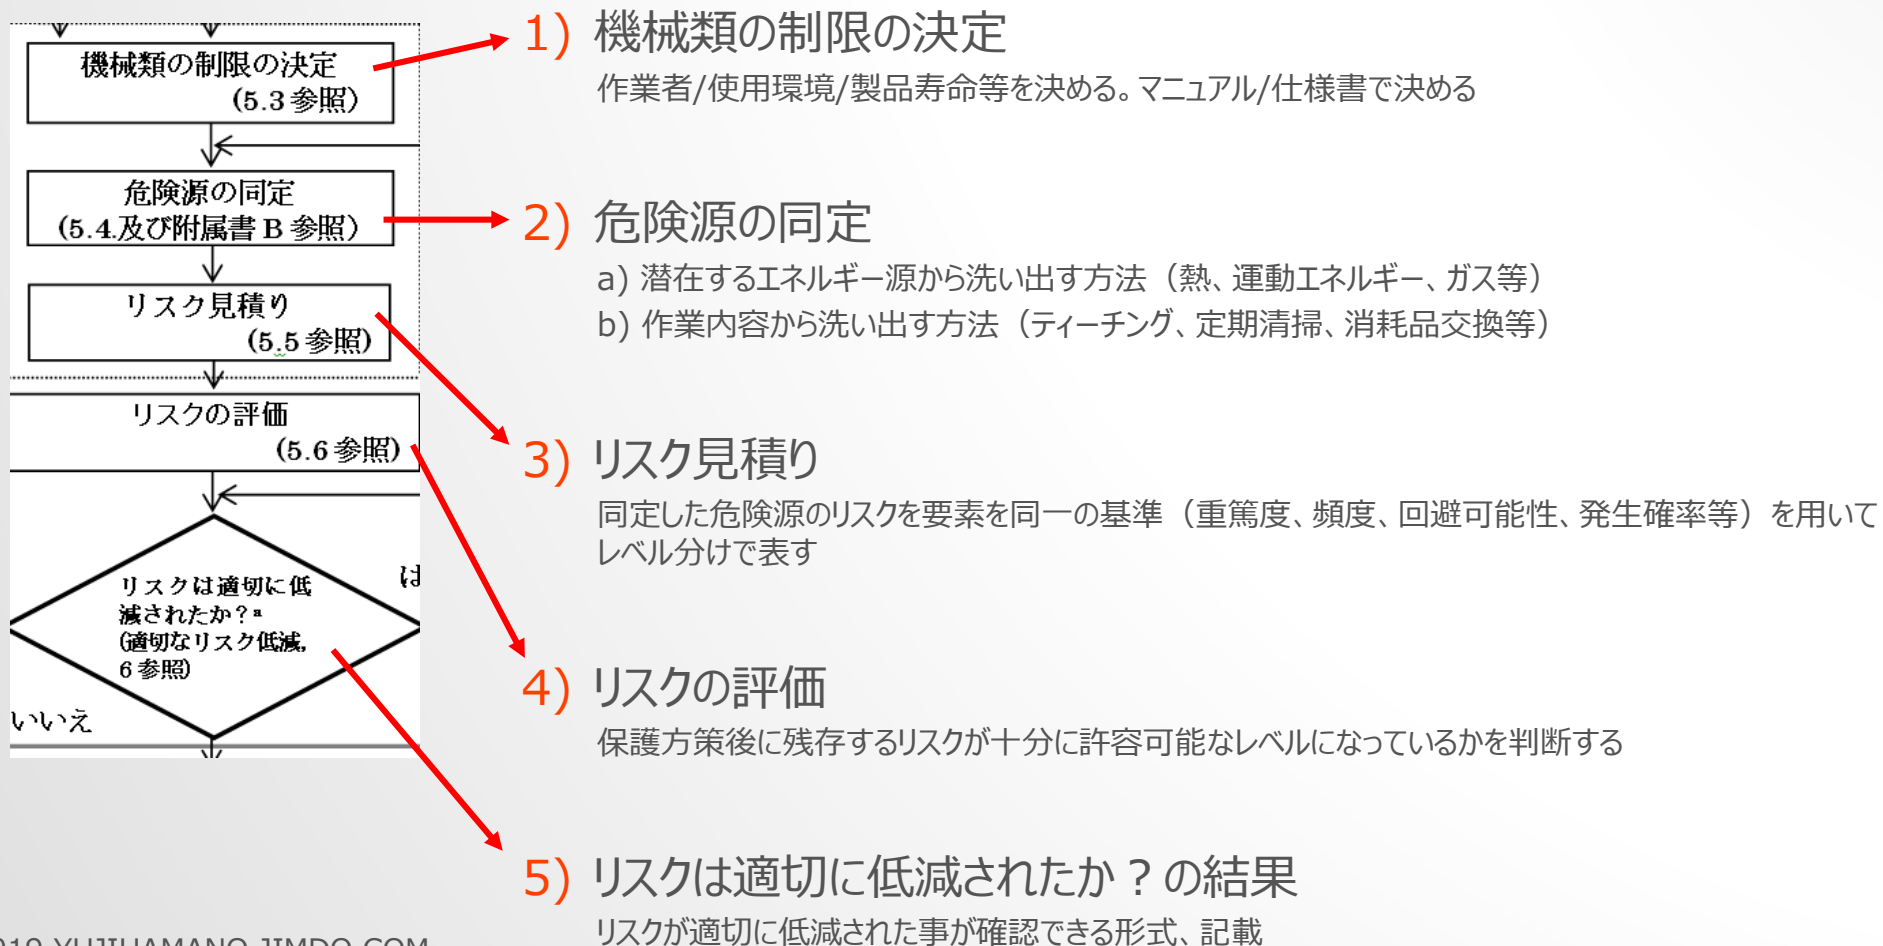 機械類の制限の決定
(5.3参照)
危険源の同定
(5.4.及び附属書 B 参照)
リスク見積り
(5.5参照)
リスクの評価
(5.6参照)
は
リスクは適切に低
減されたか?a
(適切なリスク低減,
6参照)
いいえ
1) 機械類の制限の決定
作業者/使用環境/製品寿命等を決める。マニュアル/仕様書で決める
2) 危険源の同定
a) 潜在するエネルギー源から洗い出す方法（熱、運動エネルギー、ガス等）
b) 作業内容から洗い出す方法（ティーチング、定期清掃、消耗品交換等）
3) リスク見積り
同定した危険源のリスクを要素を同一の基準（重篤度、頻度、回避可能性、発生確率等）を用いて
レベル分けで表す
4) リスクの評価
保護方策後に残存するリスクが十分に許容可能なレベルになっているかを判断する
5) リスクは適切に低減されたか？の結果
リスクが適切に低減された事が確認できる形式、記載
019 YUJIHAMANO.JIMDO.COM